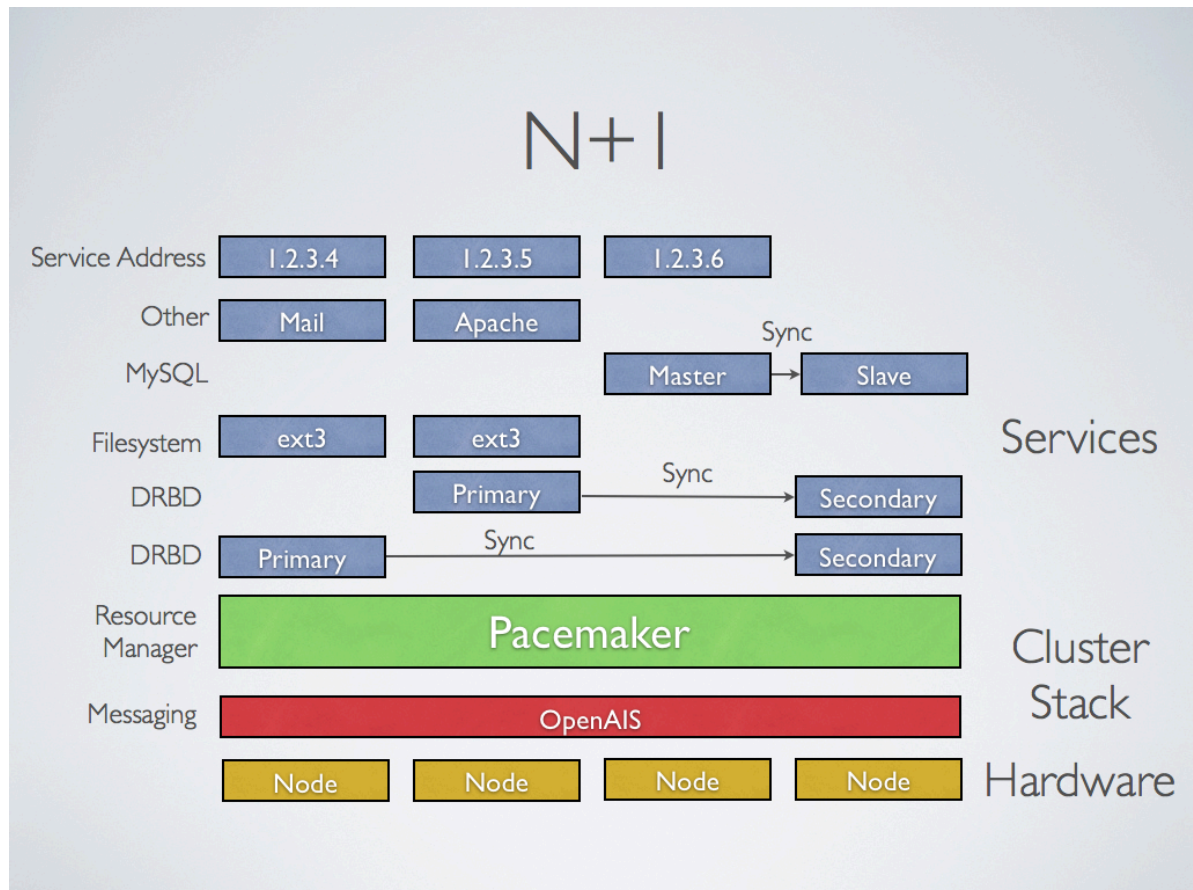 N+1
Service Address 1.2.3.4 1.2.3.5 1.2.3.6
Other Mail Apache
Sync
MySQL Master Slave
Filesystem ext3 ext3
Services
DRBD Primary Sync Secondary
DRBD Primary Sync Secondary
Resource
Manager
Pacemaker
Cluster
Stack
Messaging OpenAIS
Node Node Node Node Hardware